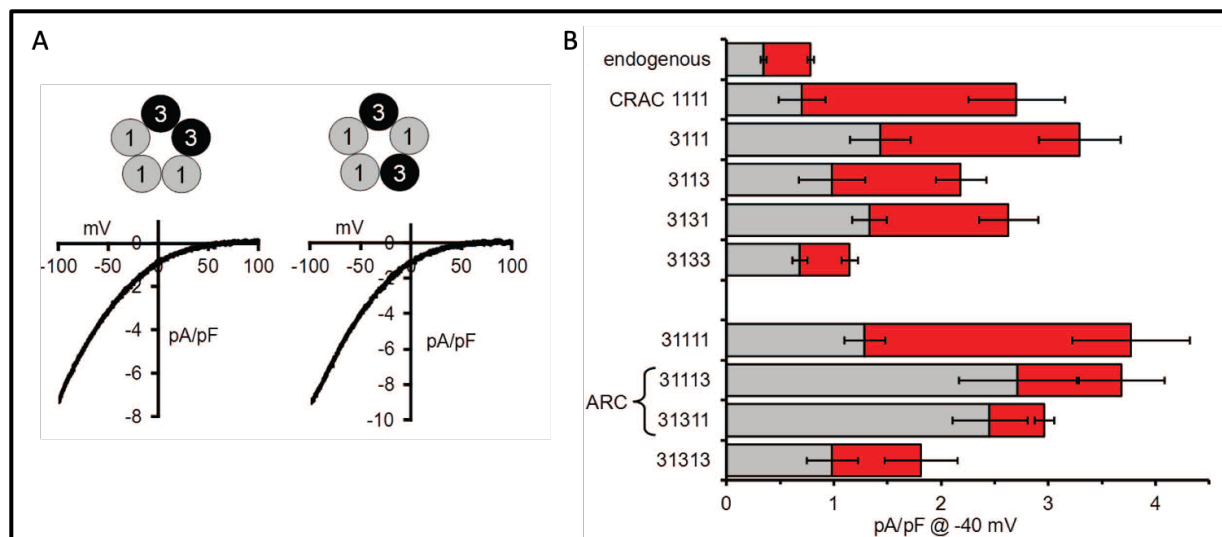 A
3
1 3
1 1
3
1 1
1 3
mV
0
-100 -50 0 50 100
-2
-4
-6
-8
pA/pF
mV
0
-100 -50 0 50 100
-2
-4
-6
-8
-10
pA/pF
B
endogenous
CRAC 1111
3111
3113
3131
3133
31111
31113
ARC
31311
31313
0 1 2 3 4
pA/pF @ -40 mV